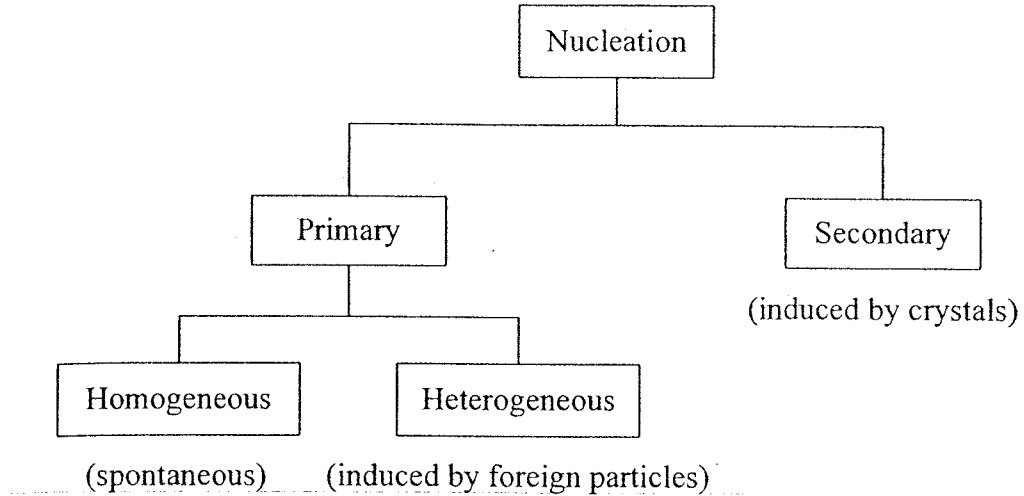 Nucleation
Primary
Secondary
(induced by crystals)
Homogeneous
Heterogeneous
(spontaneous)
(induced by foreign particles)